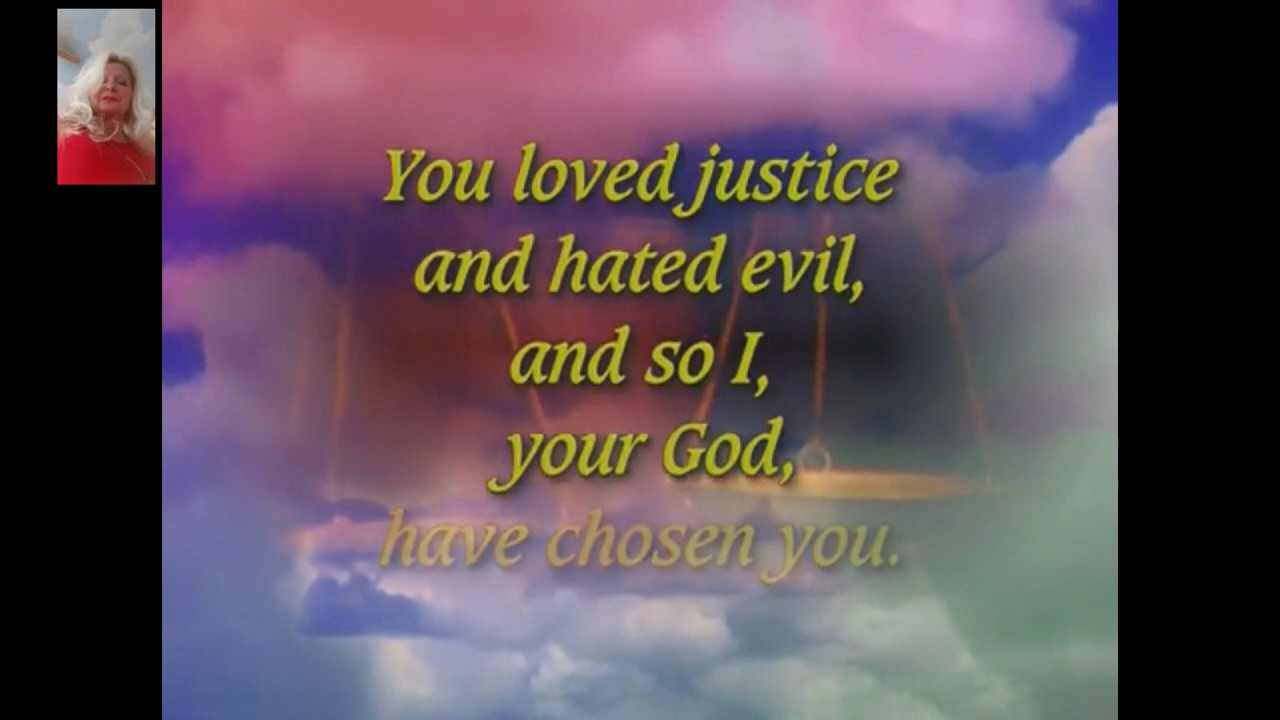 You loved justice
and hated evil,
and so I,
your God,
have chosen you.